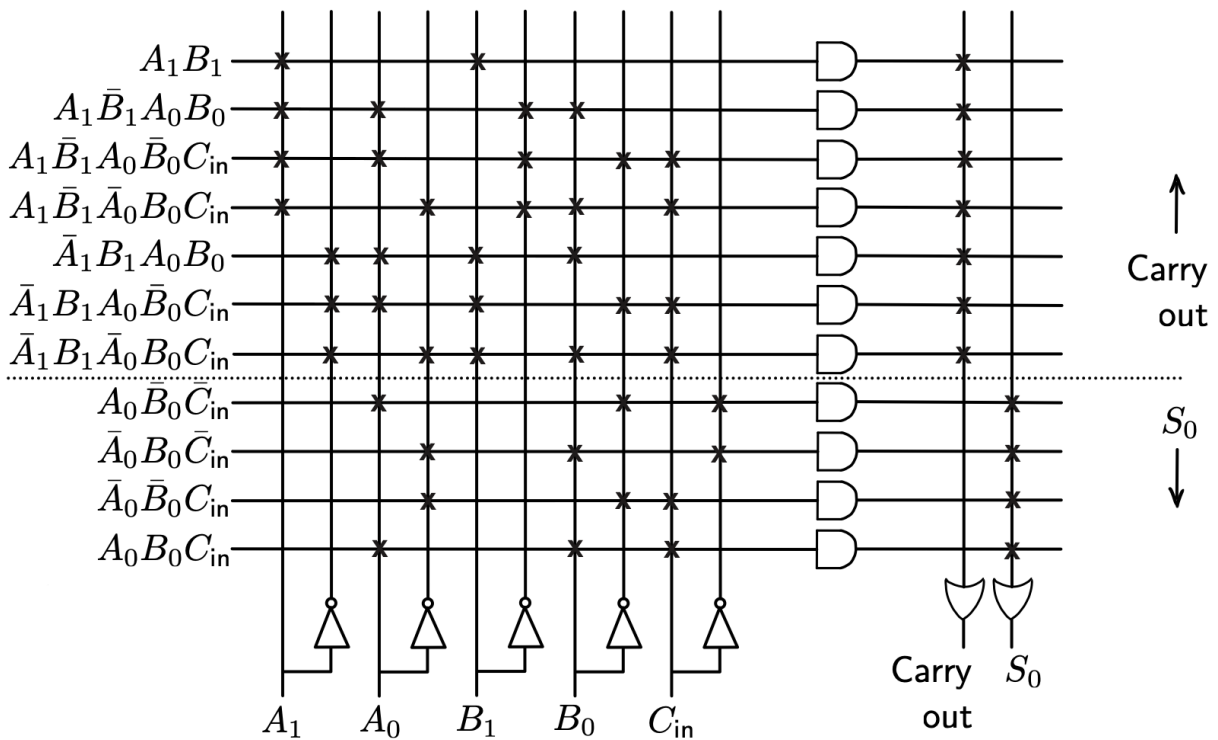 A₁B₁
A₁B̄₁A₀B₀
A₁B̄₁A₀B̄₀C_in
A₁B̄₁Ā₀B₀C_in
Ā₁B₁A₀B₀
Ā₁B₁A₀B̄₀C_in
Ā₁B₁Ā₀B₀C_in
A₀B̄₀C̄_in
Ā₀B₀C̄_in
Ā₀B̄₀C_in
A₀B₀C_in
Carry
out
S₀
A₁ A₀ B₁ B₀ C_in
Carry
out
S₀